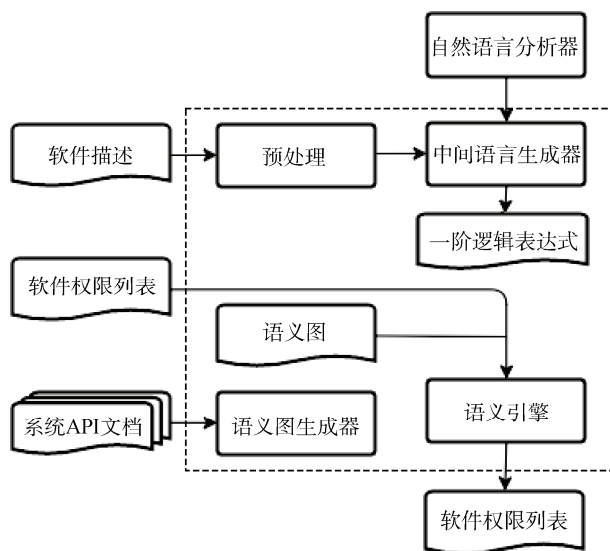 自然语言分析器
软件描述
预处理
中间语言生成器
一阶逻辑表达式
软件权限列表
语义图
系统API文档
语义图生成器
语义引擎
软件权限列表